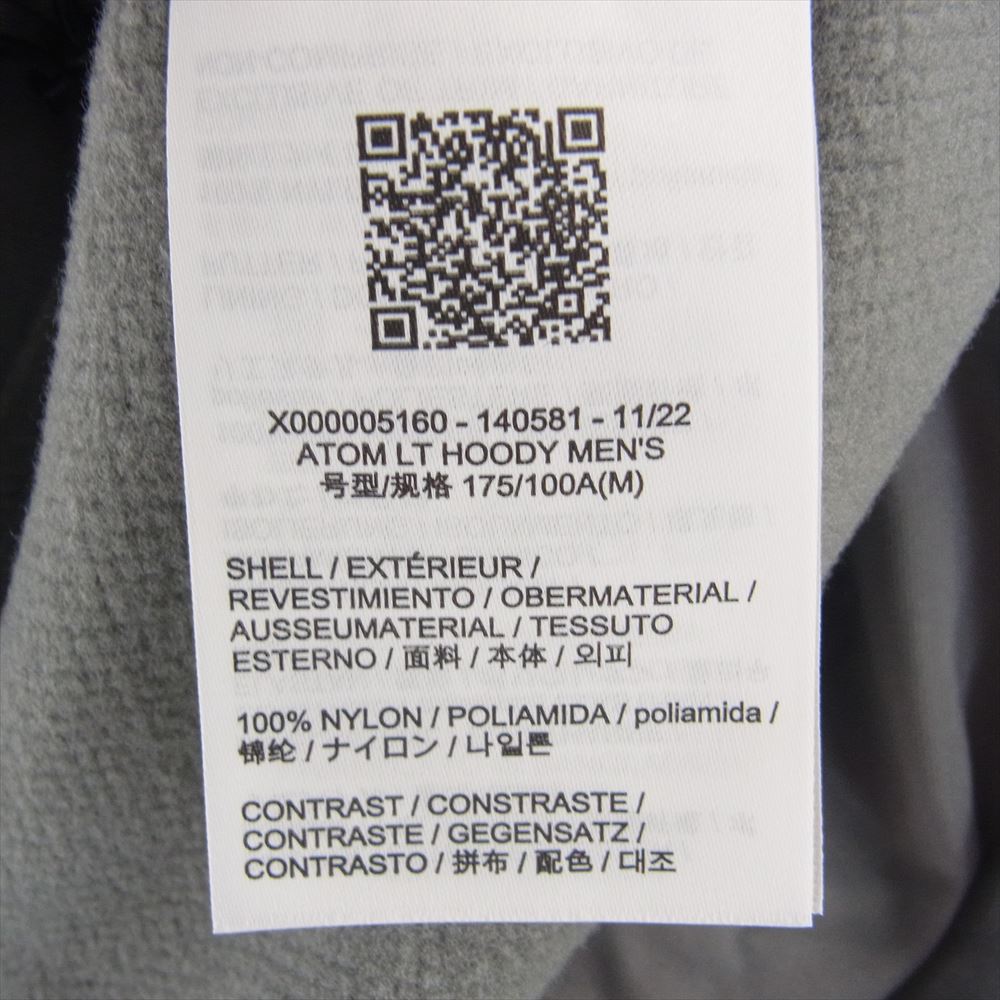 X000005160 - 140581 - 11/22
ATOM LT HOODY MEN'S
号型/规格 175/100A(M)
SHELL / EXTÉRIEUR /
REVESTIMIENTO / OBERMATERIAL /
AUSSEUMATERIAL / TESSUTO
ESTERNO / 面料 / 本体 / 외피
100% NYLON / POLIAMIDA / poliamida /
锦纶 / ナイロン / 나일론
CONTRAST / CONSTRASTE /
CONTRASTE / GEGENSATZ /
CONTRASTO / 拼布 / 配色 / 대조